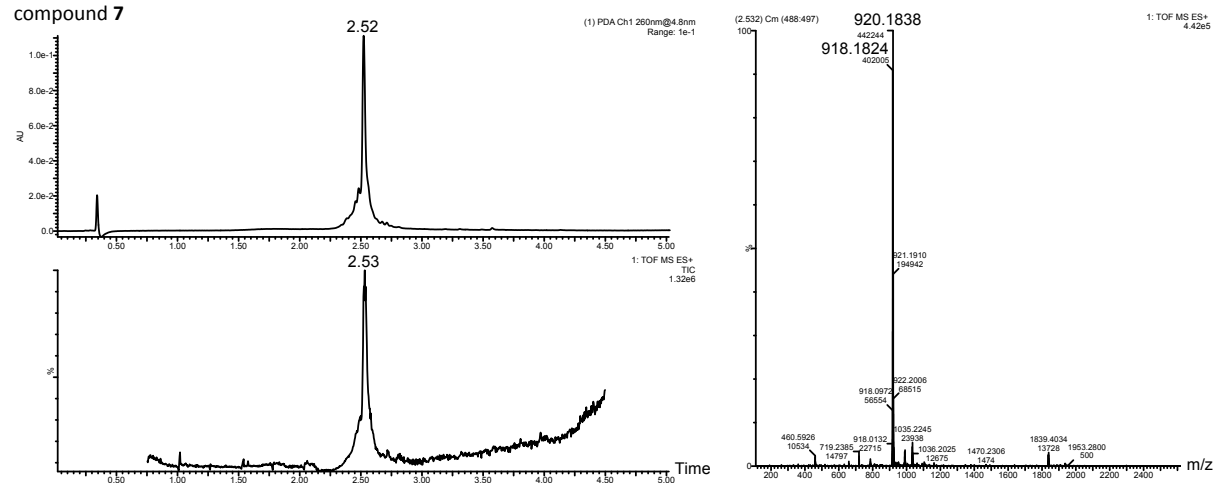 compound 7
(1) PDA Ch1 260nm@4.8nm
Range: 1e-1
2.52
AU
1.0e-1
8.0e-2
6.0e-2
4.0e-2
2.0e-2
0.0
0.50 1.00 1.50 2.00 2.50 3.00 3.50 4.00 4.50 5.00
1: TOF MS ES+
TIC
1.32e6
2.53
%
0.50 1.00 1.50 2.00 2.50 3.00 3.50 4.00 4.50 5.00
Time
(2.532) Cm (488:497)
1: TOF MS ES+
4.42e5
100
%
0
920.1838
442244
918.1824
402005
921.1910
194942
922.2006
68515
918.0972
56554
460.5926
10534
719.2385
14797
918.0132
22715
1035.2245
23938
1036.2025
12675
1470.2306
1474
1839.4034
13728
1953.2800
500
200 400 600 800 1000 1200 1400 1600 1800 2000 2200 2400
m/z